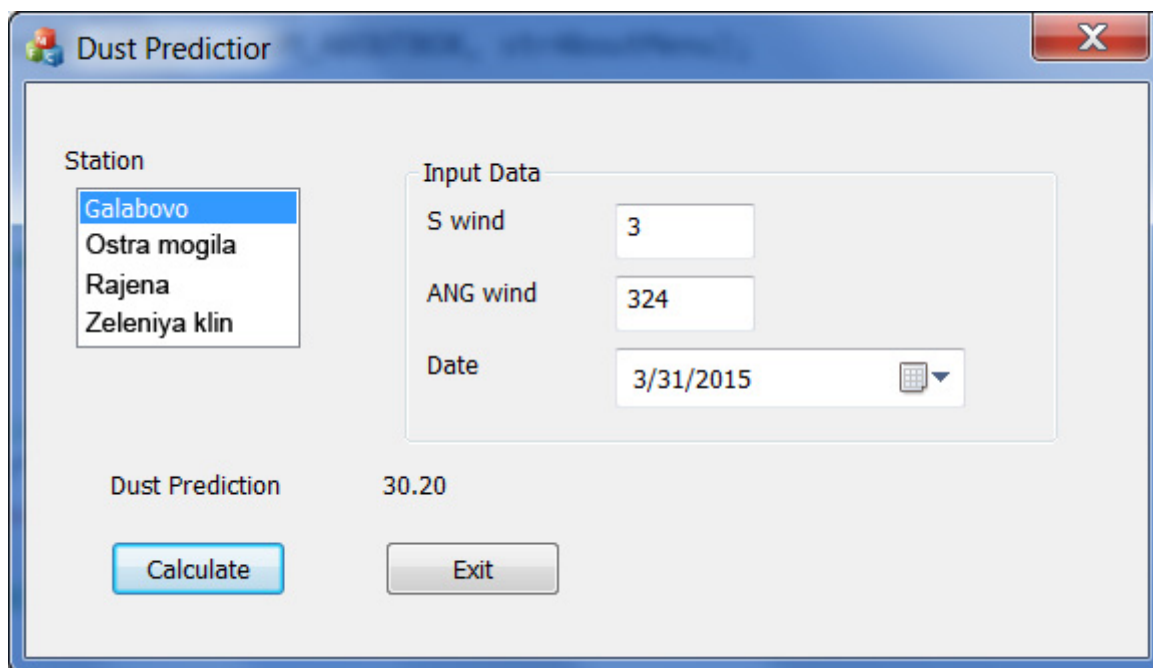 Dust Predictior
Station
Galabovo
Ostra mogila
Rajena
Zeleniya klin
Input Data
S wind 3
ANG wind 324
Date 3/31/2015
Dust Prediction 30.20
Calculate Exit